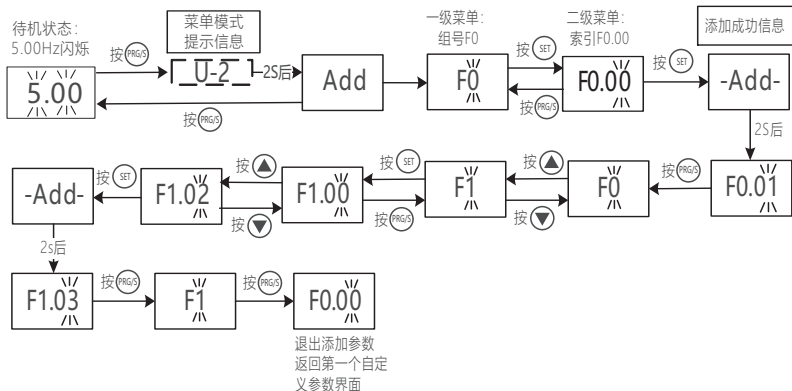 待机状态：
5.00Hz闪烁
菜单模式
提示信息
一级菜单：
组号F0
二级菜单：
索引F0.00
添加成功信息
5.00
按PRG/S
U-2
2S后
Add
F0
按SET
F0.00
按SET
-Add-
按PRG/S
按PRG/S
2S后
-Add-
按SET
F1.02
按▲
F1.00
按SET
F1
按▲
F0
按PRG/S
F0.01
按▼
按PRG/S
按▼
2s后
F1.03
按PRG/S
F1
按PRG/S
F0.00
退出添加参数
返回第一个自定
义参数界面